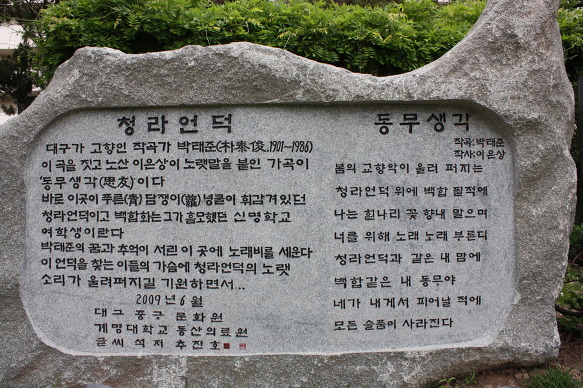 청라언덕
대구가 고향인 작곡가 박태준(朴泰俊.1901~1986)
이 곡을 짓고 노산 이은상이 노랫말을 붙인 가곡이
'동무생각(思友)이다
바로 이곳이 푸른(靑) 담쟁이(蘿)넝쿨이 휘감겨 있던
청라언덕이고 백합화는 그가 흠모했던 신명학교
여학생이란다
박태준의 꿈과 추억이 서린 이 곳에 노래비를 세운다
이 언덕을 찾는 이들의 가슴에 청라언덕의 노랫
소리가 울려퍼지길 기원하면서...
2009년 6월
대구 중구 문화원
계명대학교 동산의료원
글씨 석저 추진호
동무생각
작곡:박태준
작사:이은상
봄의 교향악이 울려 퍼지는
청라언덕 위에 백합 필적에
나는 흰나리 꽃 향내 맡으며
너를 위해 노래 노래 부른다
청라언덕과 같은 내 맘에
백합같은 내 동무야
네가 내게서 피어날 적에
모든 슬픔이 사라진다